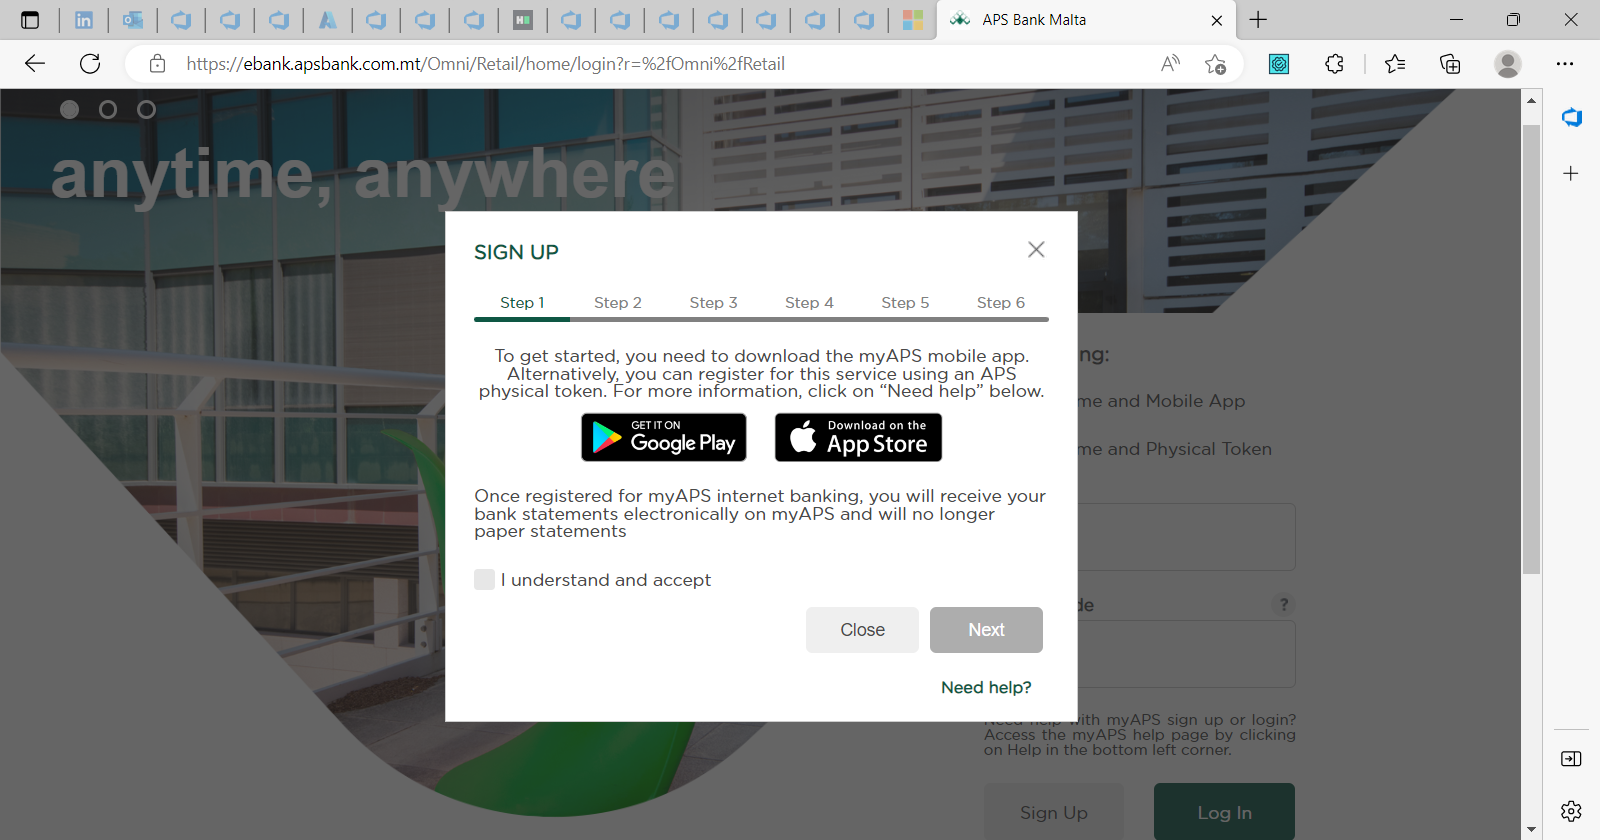 APS Bank Malta
https://ebank.apsbank.com.mt/Omni/Retail/home/login?r=%2fOmni%2fRetail
anytime, anywhere
SIGN UP
Step 1 Step 2 Step 3 Step 4 Step 5 Step 6
To get started, you need to download the myAPS mobile app.
Alternatively, you can register for this service using an APS
physical token. For more information, click on “Need help” below.
GET IT ON
Google Play
Download on the
App Store
Once registered for myAPS internet banking, you will receive your
bank statements electronically on myAPS and will no longer
paper statements
I understand and accept
Close Next
Need help?
ng:
me and Mobile App
me and Physical Token
de ?
Need help with myAPS sign up or login?
Access the myAPS help page by clicking
on Help in the bottom left corner.
Sign Up Log In